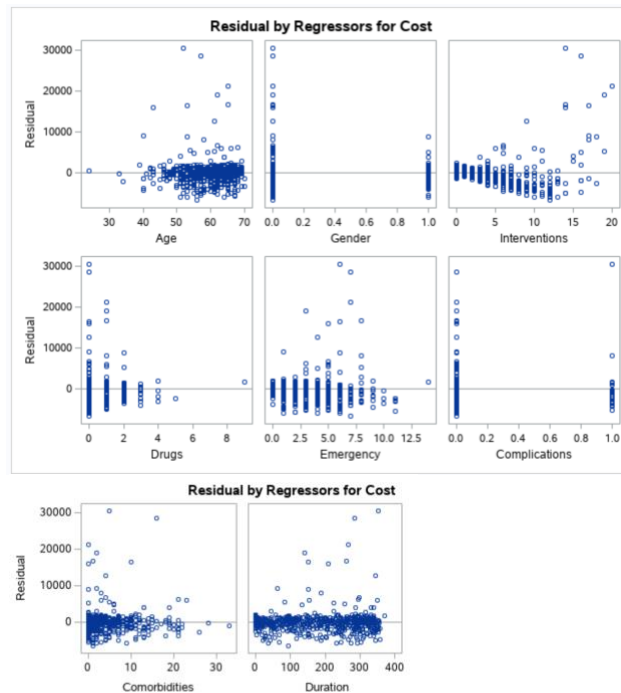 Residual by Regressors for Cost
30000
20000
10000
0
Residual
30 40 50 60 70
Age
0.0 0.2 0.4 0.6 0.8 1.0
Gender
0 5 10 15 20
Interventions
30000
20000
10000
0
Residual
0 2 4 6 8
Drugs
0.0 2.5 5.0 7.5 10.0 12.5
Emergency
0.0 0.2 0.4 0.6 0.8 1.0
Complications
Residual by Regressors for Cost
30000
20000
10000
0
Residual
0 10 20 30
Comorbidities
0 100 200 300 400
Duration